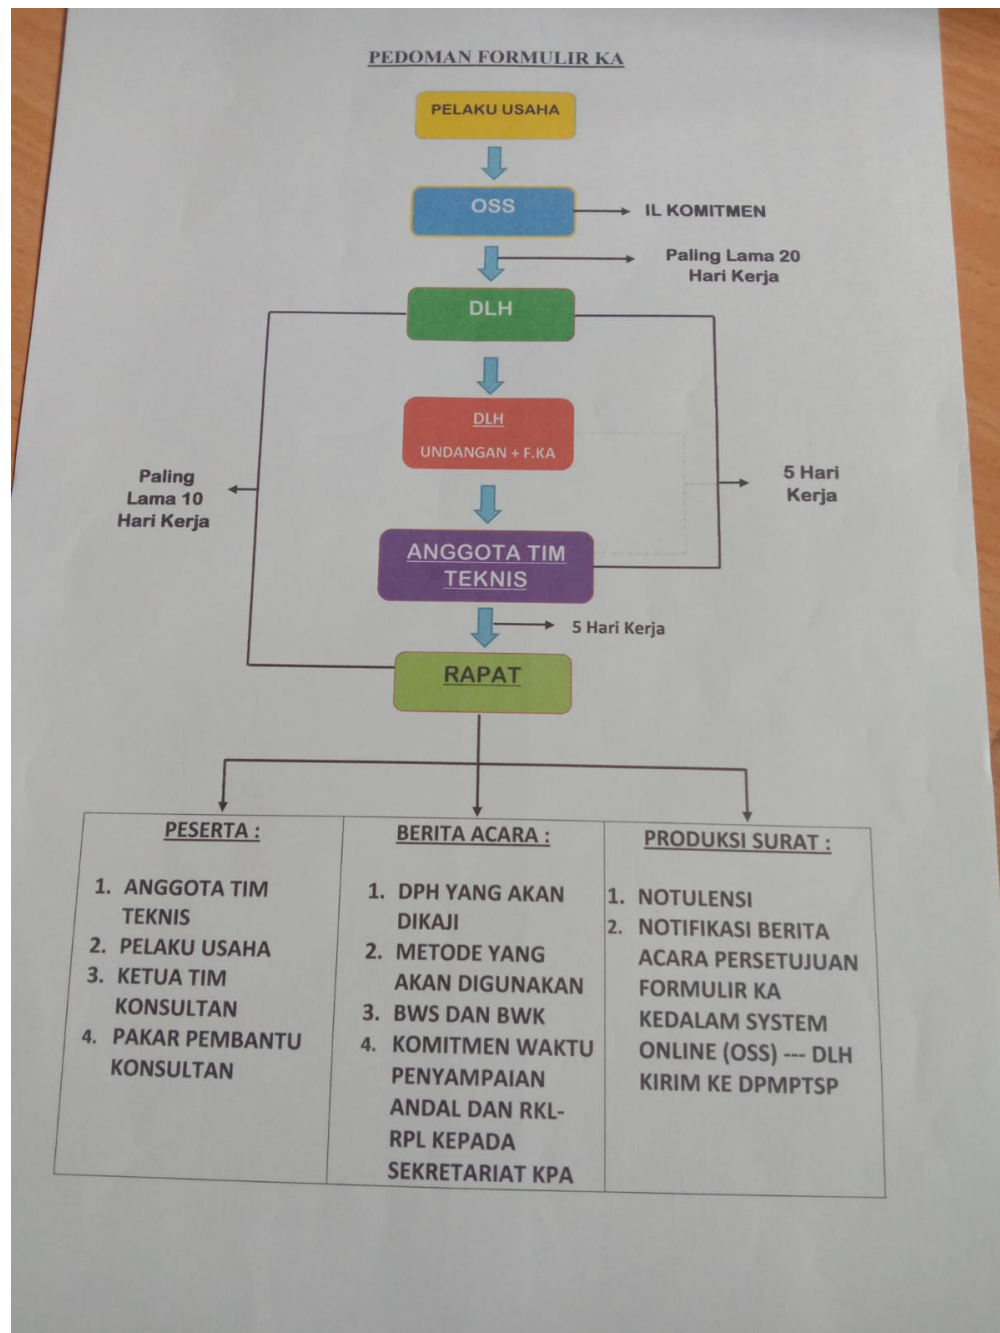 PEDOMAN FORMULIR KA
PELAKU USAHA
OSS
IL KOMITMEN
Paling Lama 20
Hari Kerja
DLH
DLH
UNDANGAN + F.KA
Paling
Lama 10
Hari Kerja
5 Hari
Kerja
ANGGOTA TIM
TEKNIS
5 Hari Kerja
RAPAT
PESERTA :
1. ANGGOTA TIM
TEKNIS
2. PELAKU USAHA
3. KETUA TIM
KONSULTAN
4. PAKAR PEMBANTU
KONSULTAN
BERITA ACARA :
1. DPH YANG AKAN
DIKAJI
2. METODE YANG
AKAN DIGUNAKAN
3. BWS DAN BWK
4. KOMITMEN WAKTU
PENYAMPAIAN
ANDAL DAN RKL-
RPL KEPADA
SEKRETARIAT KPA
PRODUKSI SURAT :
1. NOTULENSI
2. NOTIFIKASI BERITA
ACARA PERSETUJUAN
FORMULIR KA
KEDALAM SYSTEM
ONLINE (OSS) --- DLH
KIRIM KE DPMPTSP